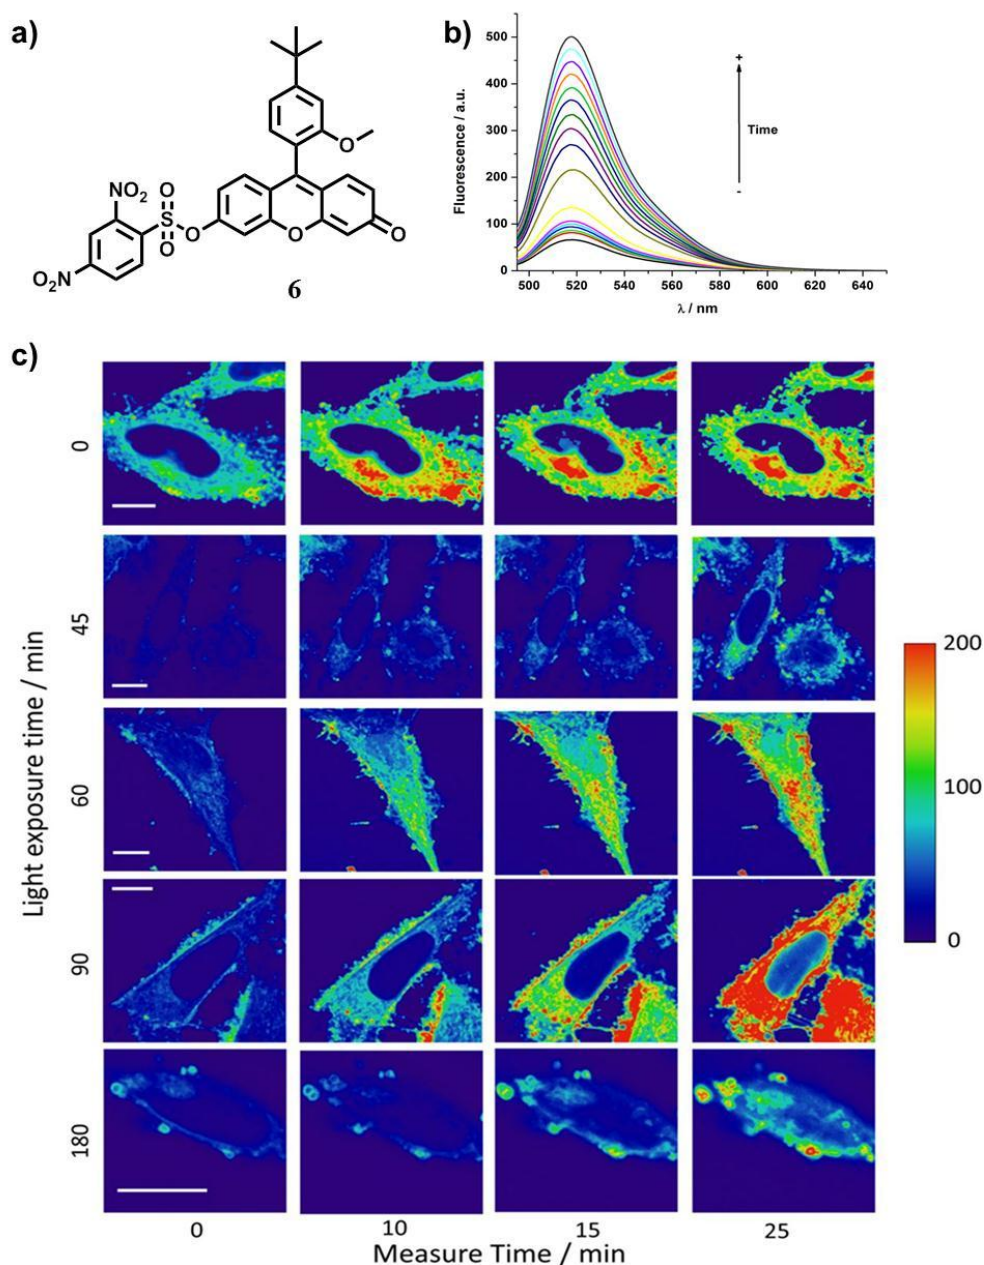 a)
O
NO₂
O
S
O
O
O₂N
O
O
6
b)
500
400
300
200
100
0
Fluorescence / a.u.
+
Time
-
500
520
540
560
580
600
620
640
λ / nm
c)
Light exposure time / min
0
45
60
90
180
200
100
0
0
10
15
25
Measure Time / min